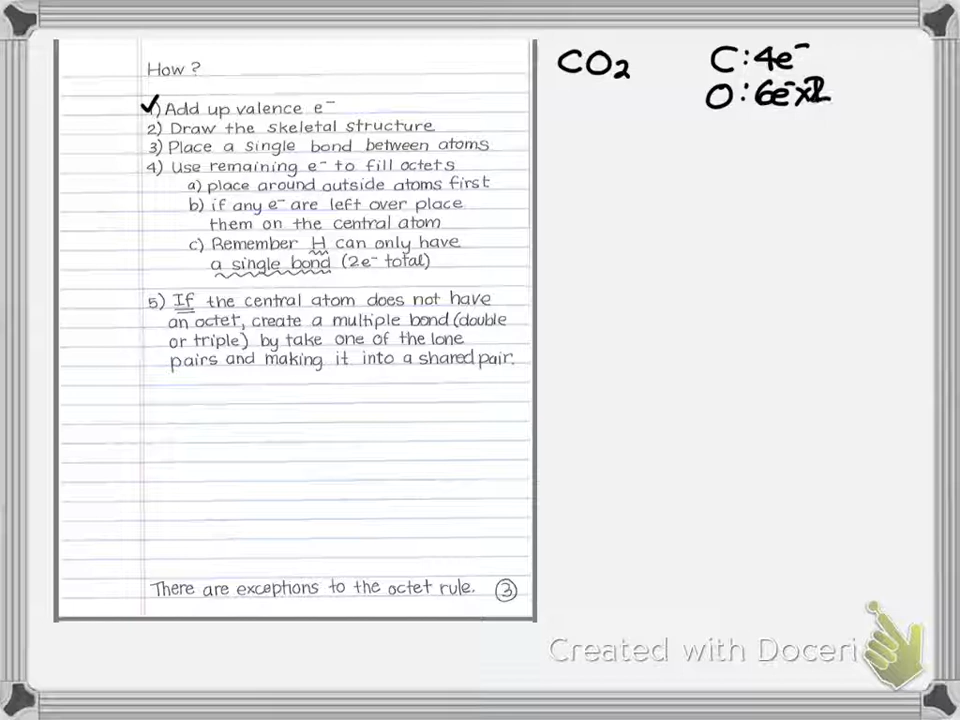 How?
1) Add up valence e⁻
2) Draw the skeletal structure
3) Place a single bond between atoms
4) Use remaining e⁻ to fill octets
a) place around outside atoms first
b) if any e⁻ are left over place
them on the central atom
c) Remember H can only have
a single bond (2e⁻ total)
5) If the central atom does not have
an octet, create a multiple bond (double
or triple) by take one of the lone
pairs and making it into a shared pair.
There are exceptions to the octet rule. ③
CO₂
C: 4e⁻
O: 6e⁻x2
Created with Doceri